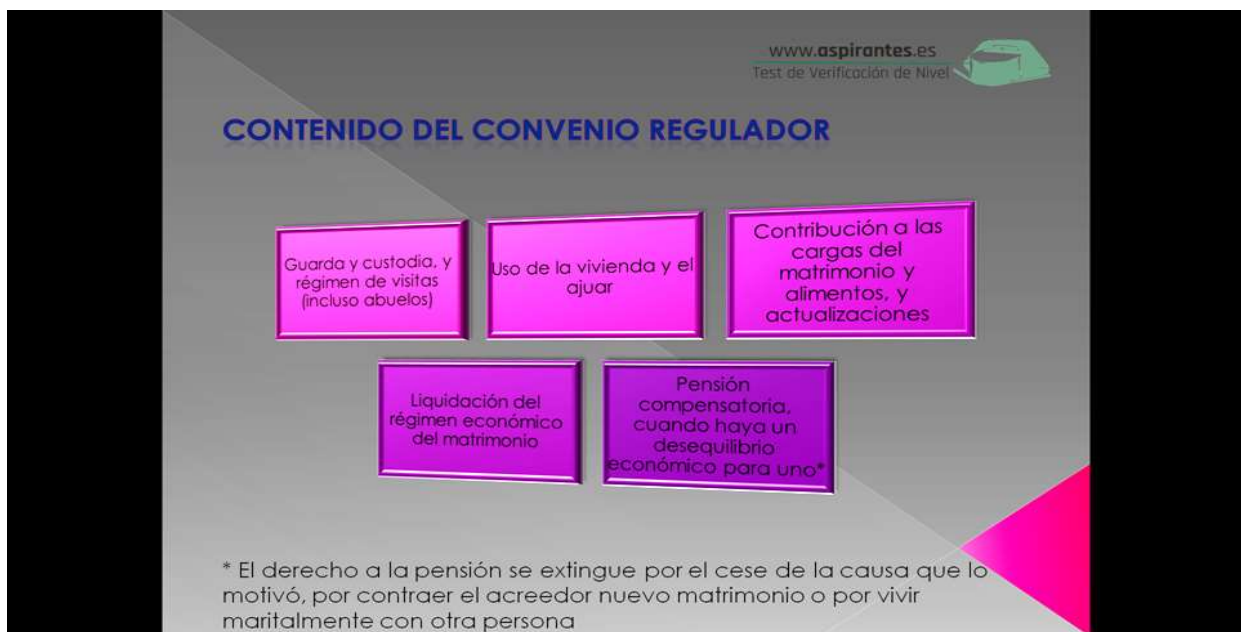 www.aspirantes.es
Test de Verificación de Nivel
CONTENIDO DEL CONVENIO REGULADOR
Guarda y custodia, y
régimen de visitas
(incluso abuelos)
Uso de la vivienda y el
ajuar
Contribución a las
cargas del
matrimonio y
alimentos, y
actualizaciones
Liquidación del
régimen económico
del matrimonio
Pensión
compensatoria,
cuando haya un
desequilibrio
económico para uno*
* El derecho a la pensión se extingue por el cese de la causa que lo
motivó, por contraer el acreedor nuevo matrimonio o por vivir
maritalmente con otra persona